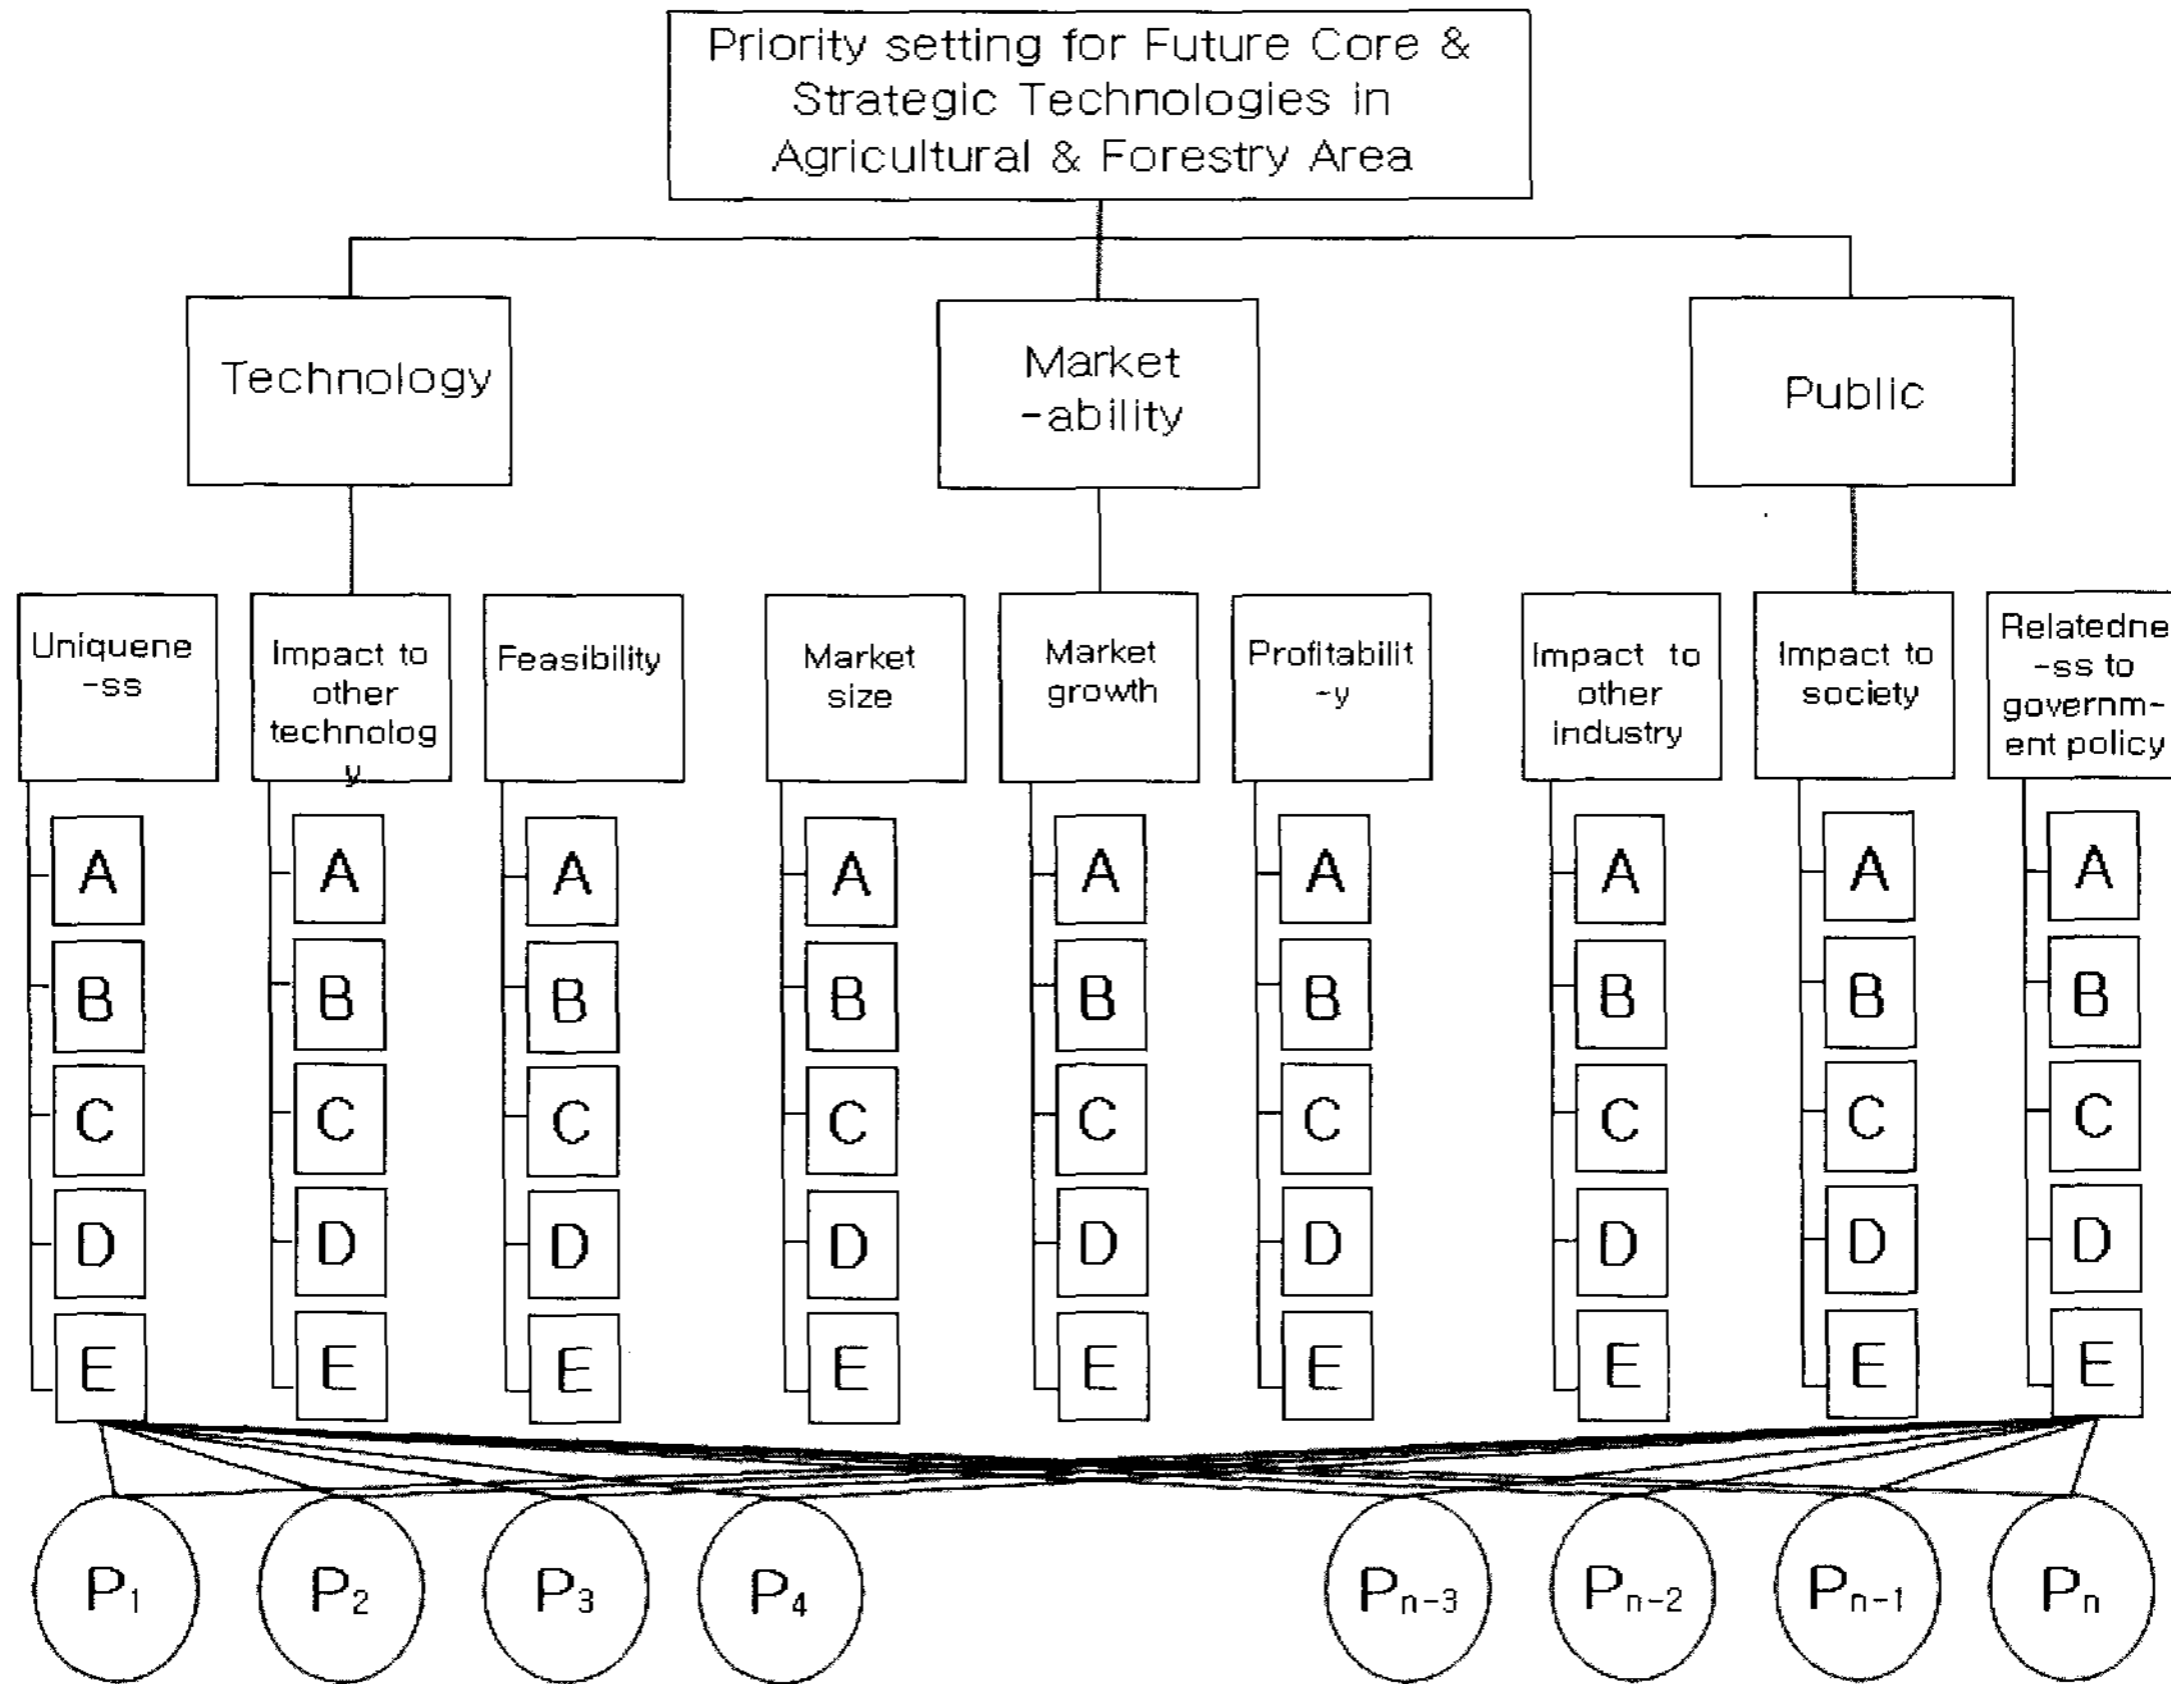 Priority setting for Future Core &
Strategic Technologies in
Agricultural & Forestry Area
Technology
Market
-ability
Public
Uniquene
-ss
Impact to
other
technolog
y
Feasibility
Market
size
Market
growth
Profitabilit
-y
Impact to
other
industry
Impact to
society
Relatedne
-ss to
governm-
ent policy
A A A A A A A A A
B B B B B B B B B
C C C C C C C C C
D D D D D D D D D
E E E E E E E E E
P1 P2 P3 P4 Pn-3 Pn-2 Pn-1 Pn